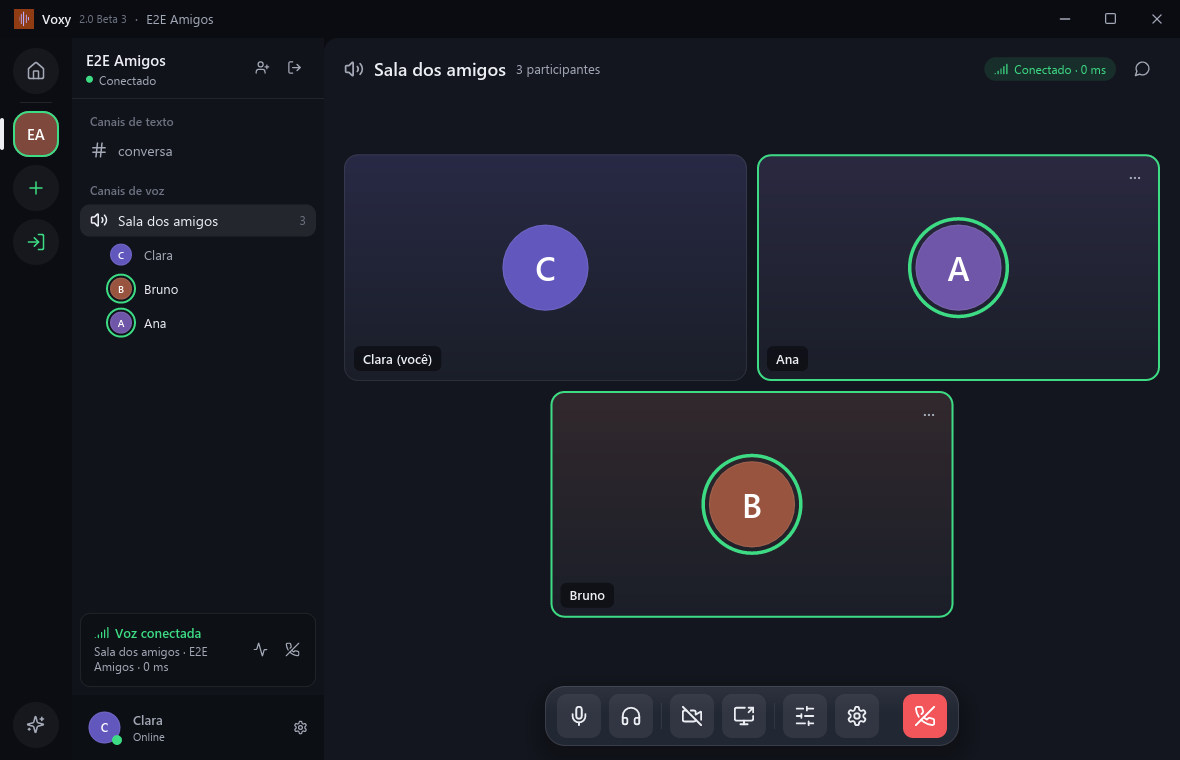 Voxy 2.0 Beta 3 · E2E Amigos
E2E Amigos
Conectado
EA
Canais de texto
# conversa
Canais de voz
Sala dos amigos 3
C Clara
B Bruno
A Ana
Voz conectada
Sala dos amigos · E2E
Amigos · 0 ms
C Clara
Online
Sala dos amigos 3 participantes
Conectado · 0 ms
C
Clara (você)
A
Ana
B
Bruno